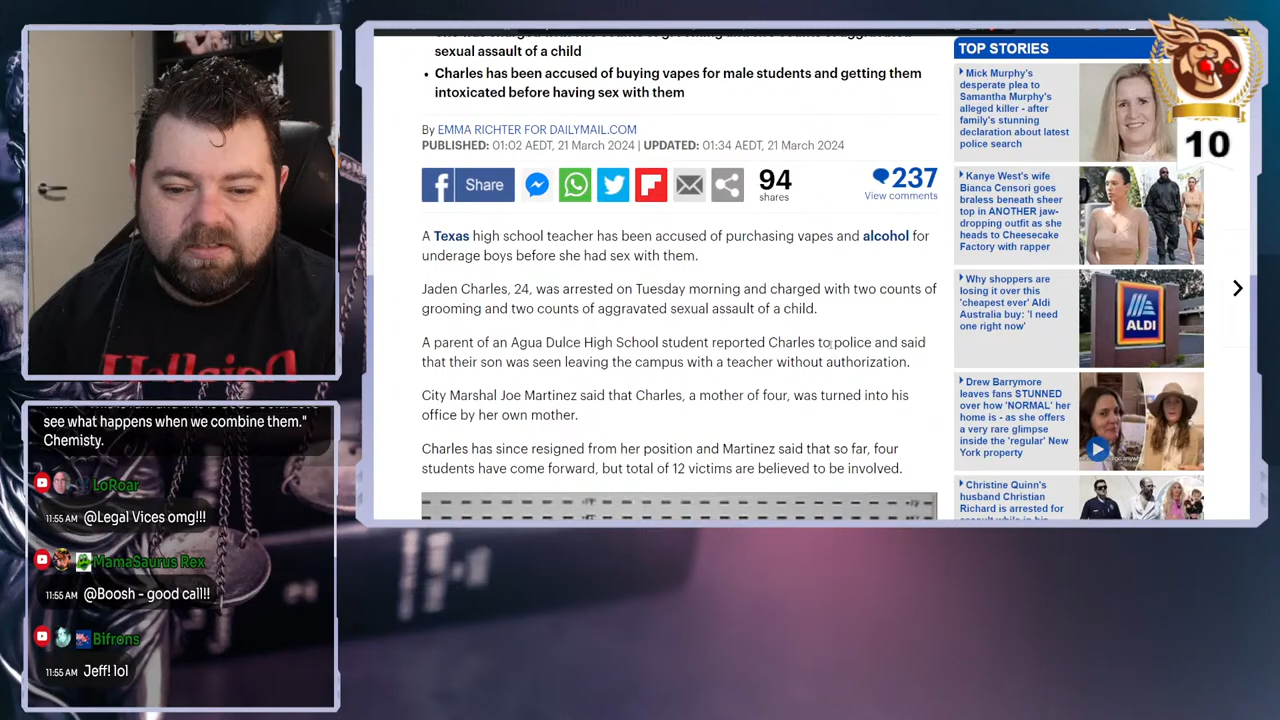 sexual assault of a child
• Charles has been accused of buying vapes for male students and getting them
intoxicated before having sex with them
By EMMA RICHTER FOR DAILYMAIL.COM
PUBLISHED: 01:02 AEDT, 21 March 2024 | UPDATED: 01:34 AEDT, 21 March 2024
Share
94
shares
237
View comments
A Texas high school teacher has been accused of purchasing vapes and alcohol for
underage boys before she had sex with them.
Jaden Charles, 24, was arrested on Tuesday morning and charged with two counts of
grooming and two counts of aggravated sexual assault of a child.
A parent of an Agua Dulce High School student reported Charles to police and said
that their son was seen leaving the campus with a teacher without authorization.
City Marshal Joe Martinez said that Charles, a mother of four, was turned into his
office by her own mother.
Charles has since resigned from her position and Martinez said that so far, four
students have come forward, but total of 12 victims are believed to be involved.
TOP STORIES
Mick Murphy's
desperate plea to
Samantha Murphy's
alleged killer - after
family's stunning
declaration about latest
police search
Kanye West's wife
Bianca Censori goes
braless beneath sheer
top in ANOTHER jaw-
dropping outfit as she
heads to Cheesecake
Factory with rapper
Why shoppers are
losing it over this
'cheapest ever' Aldi
Australia buy: 'I need
one right now'
ALDI
Drew Barrymore
leaves fans STUNNED
over how 'NORMAL' her
home is - as she offers
a very rare glimpse
inside the 'regular' New
York property
Christine Quinn's
husband Christian
Richard is arrested for
10
see what happens when we combine them."
Chemisty.
LoRoar
11:55 AM @Legal Vices omg!!!
MamaSaurus Rex
11:55 AM @Boosh - good call!!
Bifrons
11:55 AM Jeff! lol